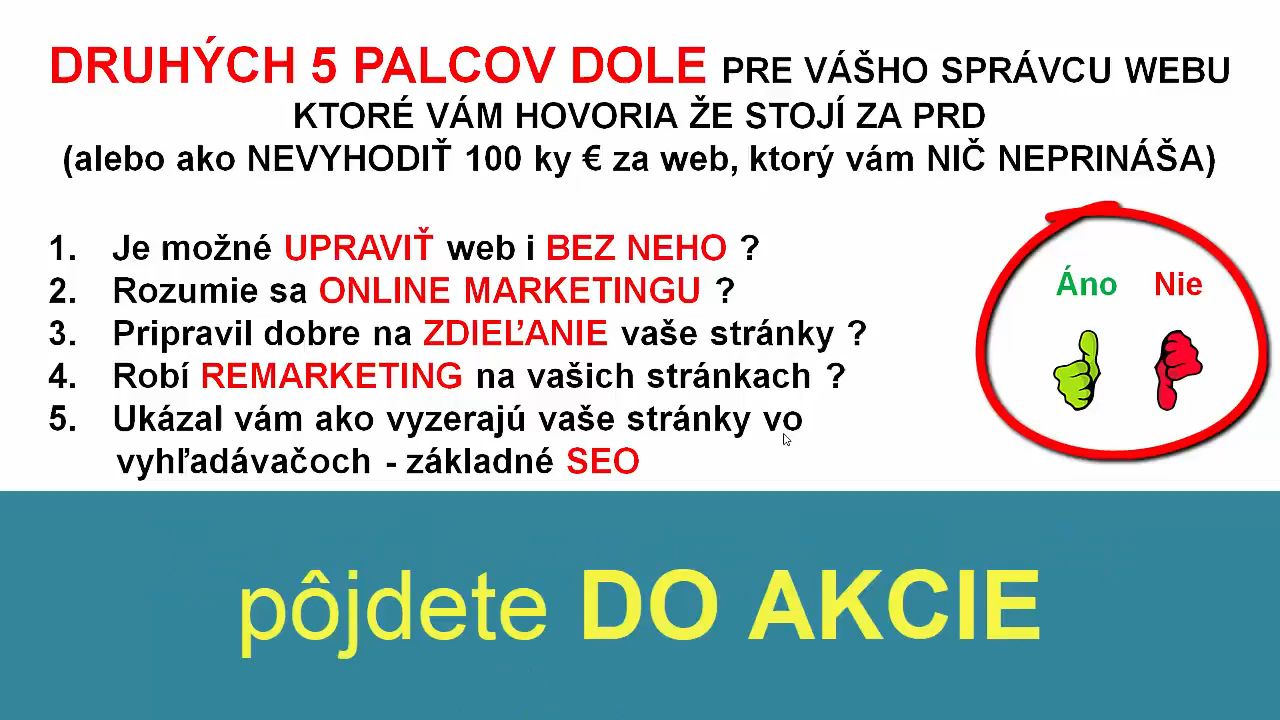 DRUHÝCH 5 PALCOV DOLE PRE VÁŠHO SPRÁVCU WEBU
KTORÉ VÁM HOVORIA ŽE STOJÍ ZA PRD
(alebo ako NEVYHODIŤ 100 ky € za web, ktorý vám NIČ NEPRINÁŠA)
1. Je možné UPRAVIŤ web i BEZ NEHO ?
2. Rozumie sa ONLINE MARKETINGU ?
3. Pripravil dobre na ZDIEĽANIE vaše stránky ?
4. Robí REMARKETING na vašich stránkach ?
5. Ukázal vám ako vyzerajú vaše stránky vo
vyhľadávačoch - základné SEO
Áno Nie
pôjdete DO AKCIE